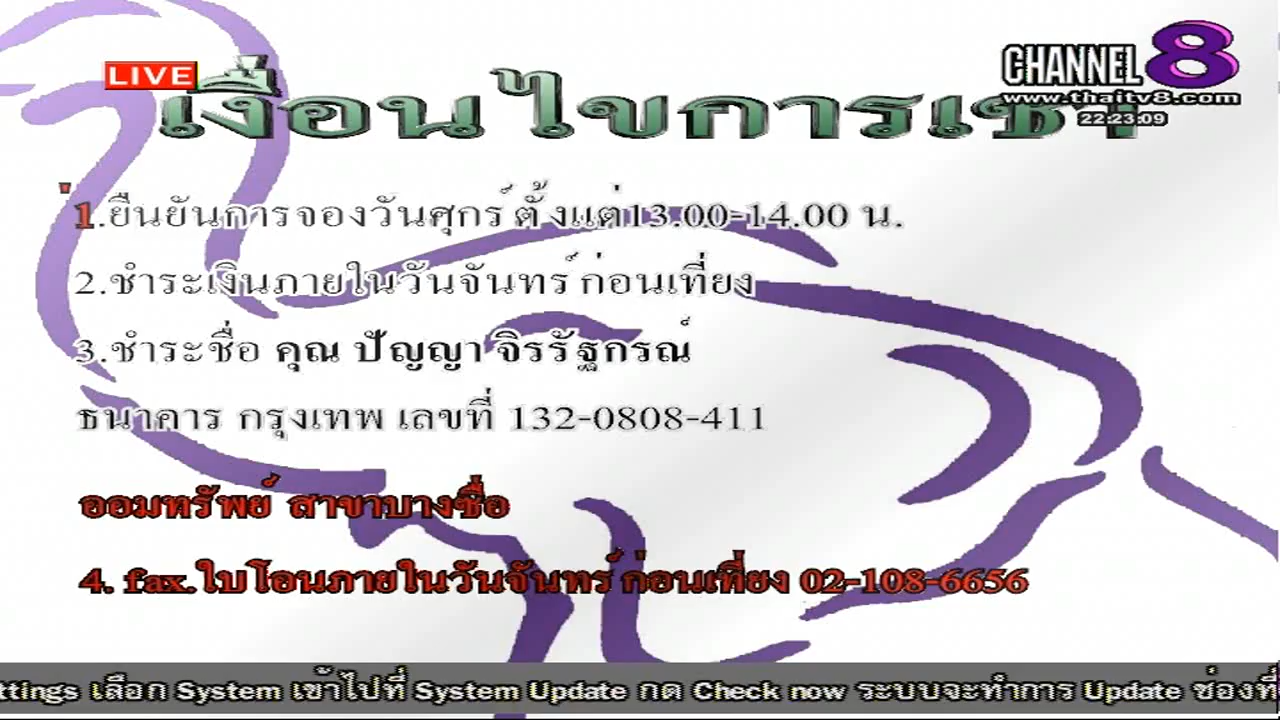 LIVE
CHANNEL 8
www.thaitv8.com
22:23:09
เงื่อนไขการเช่า
1.ยืนยันการจองวันศุกร์ ตั้งแต่13.00-14.00 น.
2.ชำระเงินภายในวันจันทร์ ก่อนเที่ยง
3.ชำระชื่อ คุณ ปัญญา จิรรัฐกรณ์
ธนาคาร กรุงเทพ เลขที่ 132-0808-411
ออมทรัพย์ สาขาบางซื่อ
4. fax.ใบโอนภายในวันจันทร์ ก่อนเที่ยง 02-108-6656
ttings เลือก System เข้าไปที่ System Update กด Check now ระบบจะทำการ Update ช่องที่